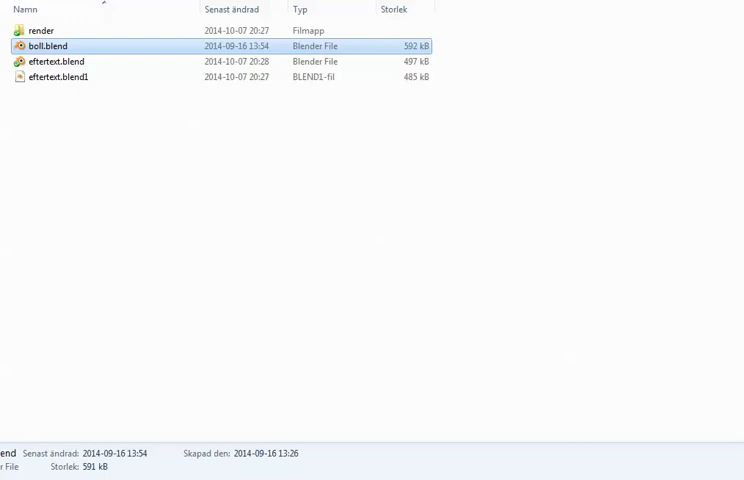 Namn Senast ändrad Typ Storlek
render 2014-10-07 20:27 Filmapp
boll.blend 2014-09-16 13:54 Blender File 592 kB
eftertext.blend 2014-10-07 20:28 Blender File 497 kB
eftertext.blend1 2014-10-07 20:27 BLEND1-fil 485 kB
end Senast ändrad: 2014-09-16 13:54 Skapad den: 2014-09-16 13:26
r File Storlek: 591 kB